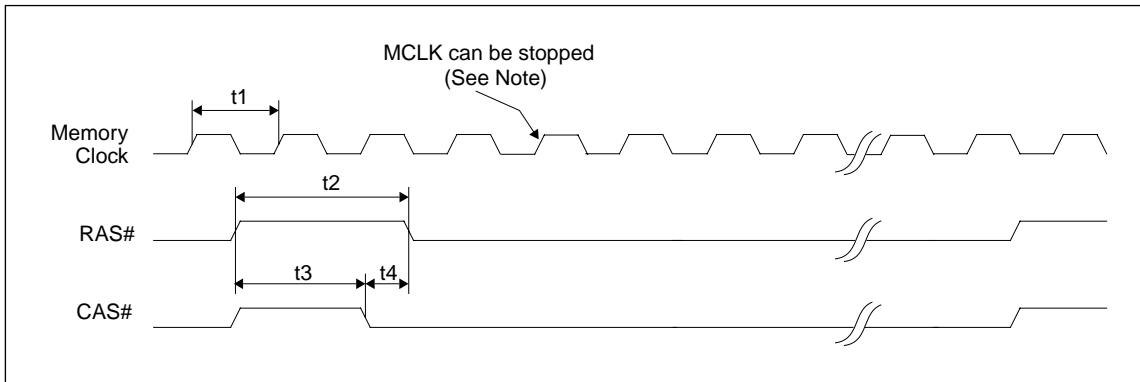 MCLK can be stopped
(See Note)
t1
Memory
Clock
t2
RAS#
t3
t4
CAS#